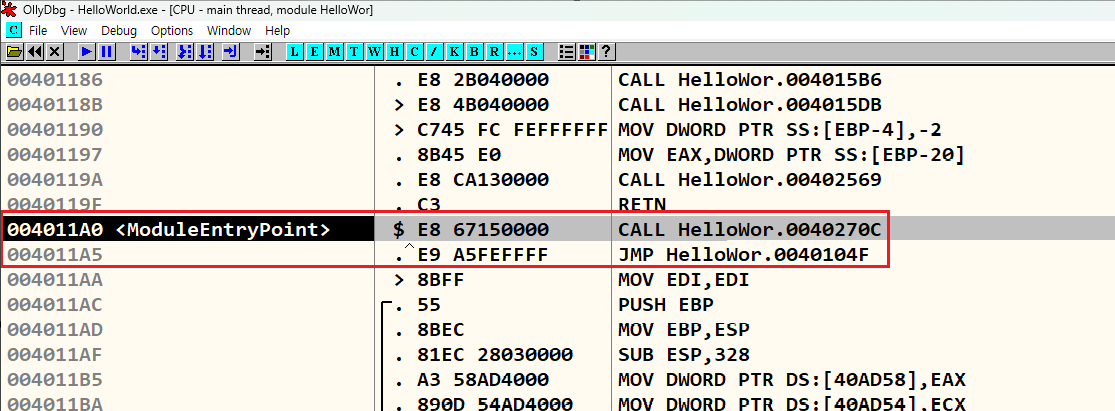 OllyDbg - HelloWorld.exe - [CPU - main thread, module HelloWor]
C File View Debug Options Window Help
L E M T W H C / K B R ... S ?
00401186 . E8 2B040000 CALL HelloWor.004015B6
0040118B > E8 4B040000 CALL HelloWor.004015DB
00401190 > C745 FC FEFFFFFF MOV DWORD PTR SS:[EBP-4],-2
00401197 . 8B45 E0 MOV EAX,DWORD PTR SS:[EBP-20]
0040119A . E8 CA130000 CALL HelloWor.00402569
0040119F . C3 RETN
004011A0 <ModuleEntryPoint> $ E8 67150000 CALL HelloWor.0040270C
004011A5 .^ E9 A5FEFFFF JMP HelloWor.0040104F
004011AA > 8BFF MOV EDI,EDI
004011AC . 55 PUSH EBP
004011AD . 8BEC MOV EBP,ESP
004011AF . 81EC 28030000 SUB ESP,328
004011B5 . A3 58AD4000 MOV DWORD PTR DS:[40AD58],EAX
004011BA . 890D 54AD4000 MOV DWORD PTR DS:[40AD54],ECX